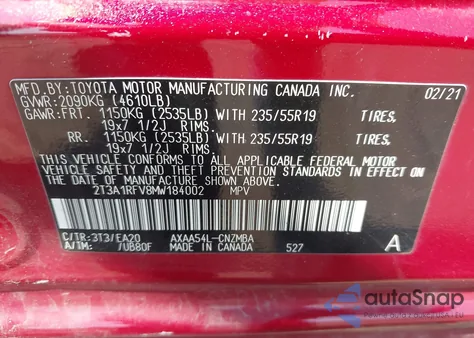 MFD.BY:TOYOTA MOTOR MANUFACTURING CANADA INC. 02/21
GVWR:2090KG (4610LB)
GAWR:FRT. 1150KG (2535LB) WITH 235/55R19 TIRES,
19x7 1/2J RIMS,
RR. 1150KG (2535LB) WITH 235/55R19 TIRES,
19x7 1/2J RIMS,
THIS VEHICLE CONFORMS TO ALL APPLICABLE FEDERAL MOTOR
VEHICLE SAFETY AND BUMPER STANDARDS IN EFFECT ON THE
DATE OF MANUFACTURE SHOWN ABOVE.
2T3A1RFV8MW184002 MPV
C/TR:3T3/EA20 AXAA54L-CNZMBA A
A/TM: /UB80F MADE IN CANADA 527
autoSnap